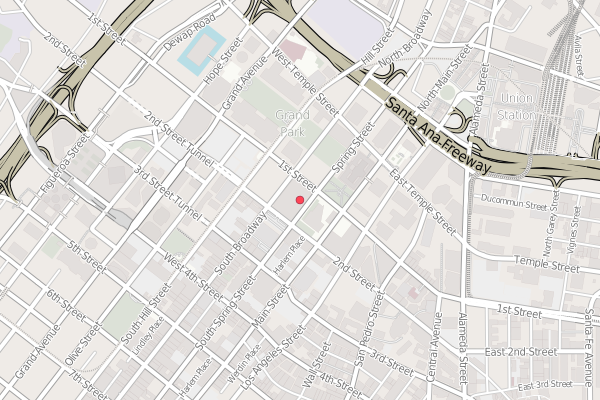 1st Street
Dewap Road
Hill Street
North Broadway
2nd Street
Hope Street
Grand Avenue
West Temple Street
North Main Street
Alameda Street
Avila Street
Union
Station
Grand
Park
Santa Ana Freeway
2nd Street Tunnel
Spring Street
Figueroa Street
3rd Street Tunnel
1st Street
East Temple Street
Ducommun Street
North Garey Street
Vignes Street
5th Street
South Broadway
Harlem Place
West 4th Street
2nd Street
Temple Street
6th Street
South Hill Street
South Spring Street
Main Street
San Pedro Street
1st Street
Grand Avenue
Olive Street
Lindley Place
Central Avenue
Alameda Street
Santa Fe Avenue
Harlem Place
Werdin Place
Los Angeles Street
Wall Street
3rd Street
East 2nd Street
7th Street
4th Street
East 3rd Street